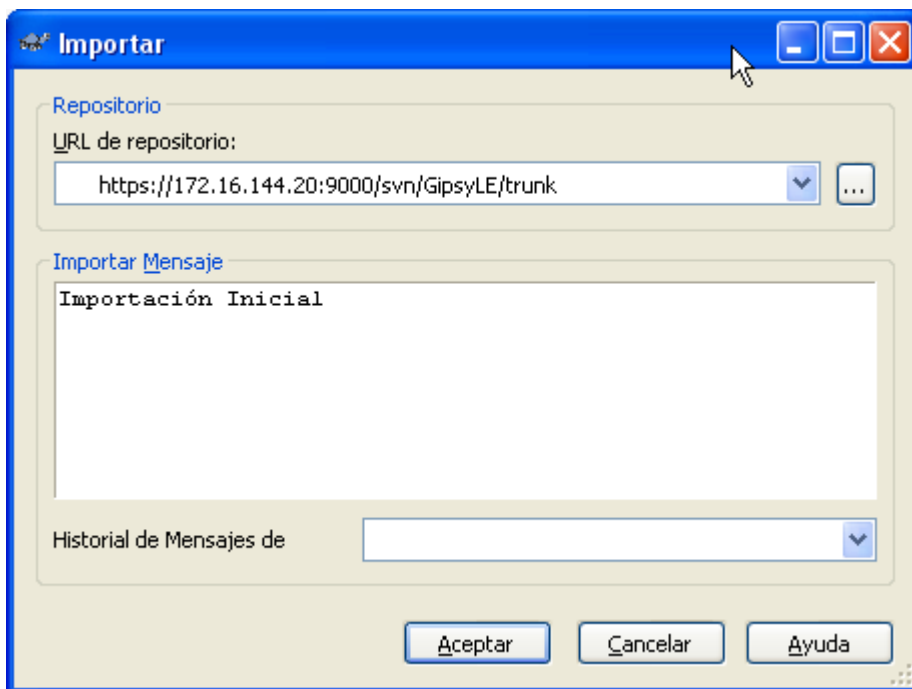 Importar
Repositorio
URL de repositorio:
https://172.16.144.20:9000/svn/GipsyLE/trunk
...
Importar Mensaje
Importación Inicial
Historial de Mensajes de
Aceptar Cancelar Ayuda